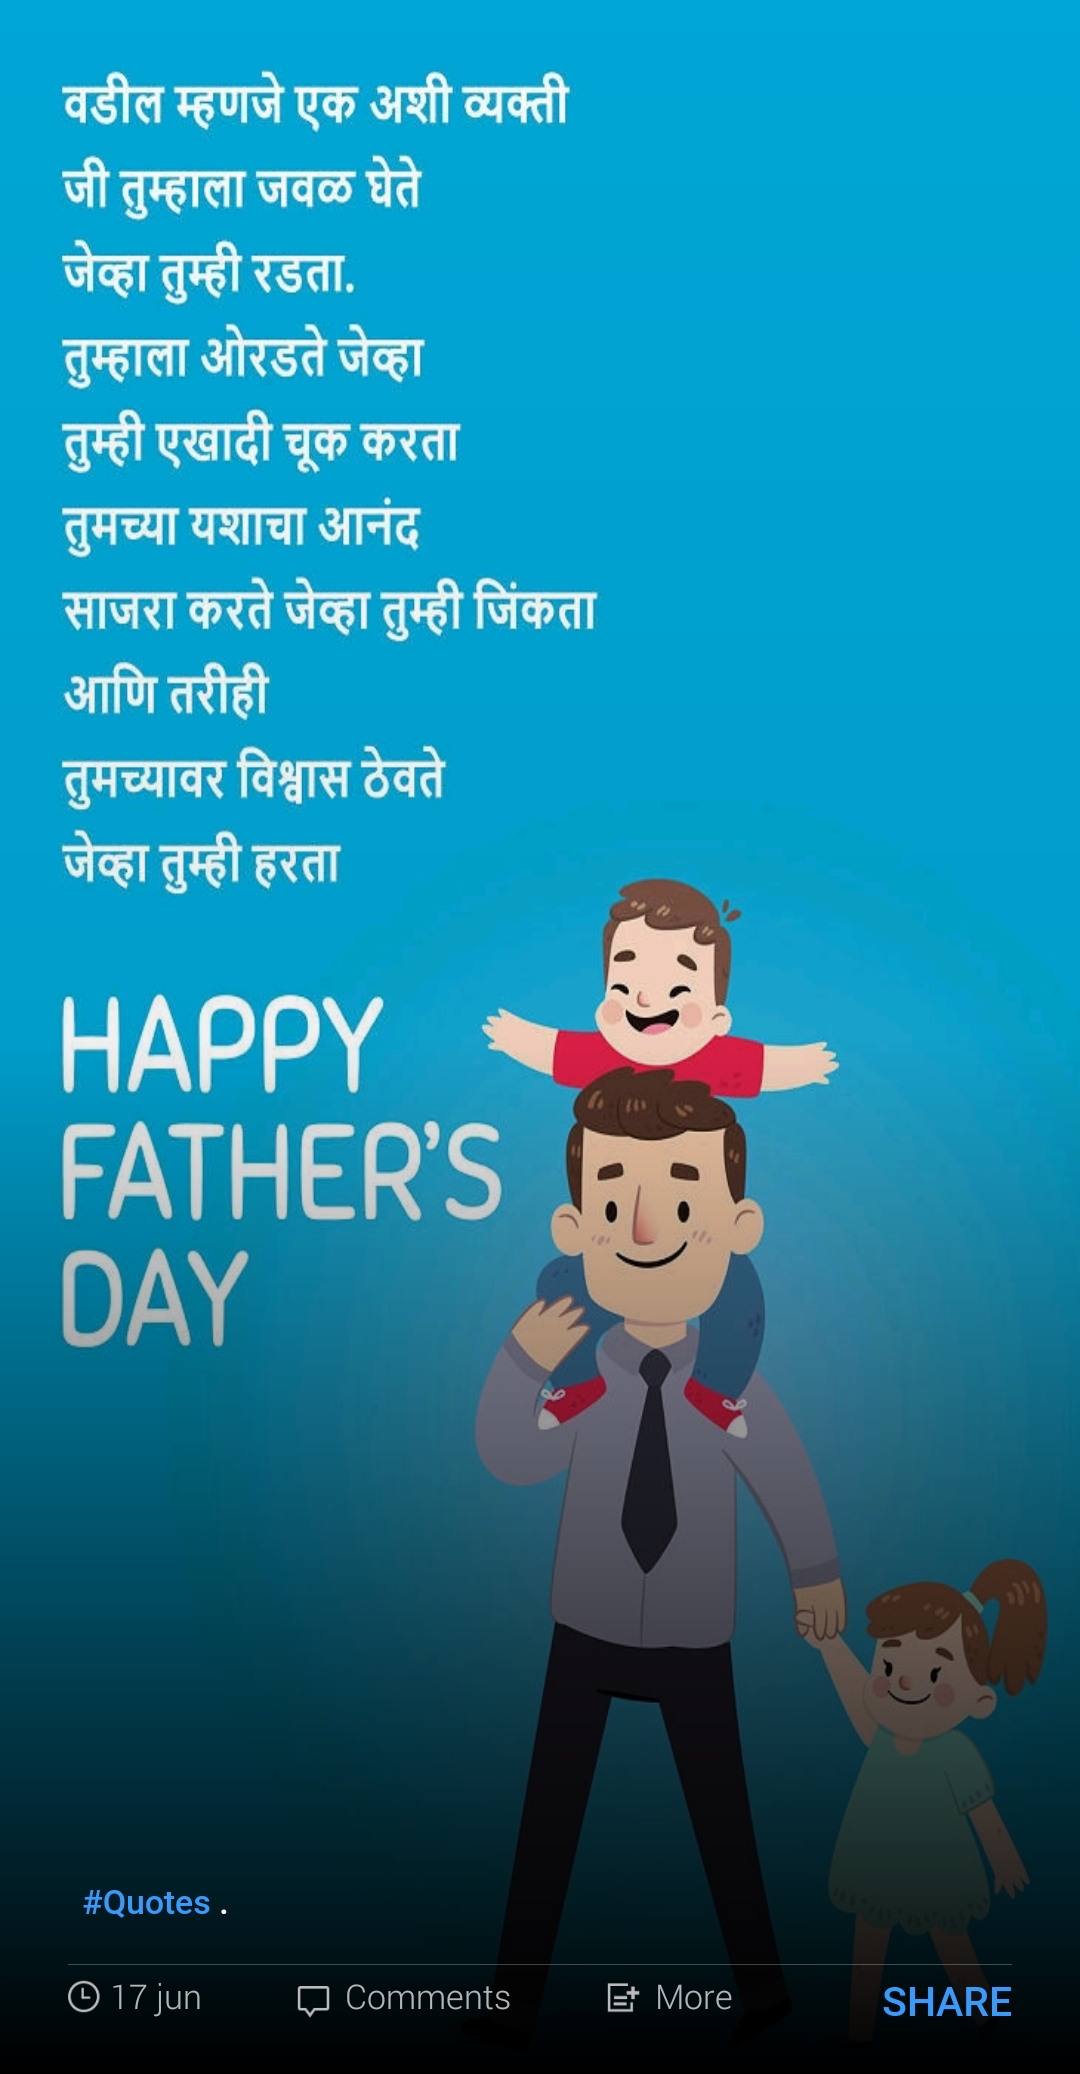 वडील म्हणजे एक अशी व्यक्ती
जी तुम्हाला जवळ घेते
जेव्हा तुम्ही रडता.
तुम्हाला ओरडते जेव्हा
तुम्ही एखादी चूक करता
तुमच्या यशाचा आनंद
साजरा करते जेव्हा तुम्ही जिंकता
आणि तरीही
तुमच्यावर विश्वास ठेवते
जेव्हा तुम्ही हरता
HAPPY
FATHER'S
DAY
#Quotes .
17 jun Comments More SHARE